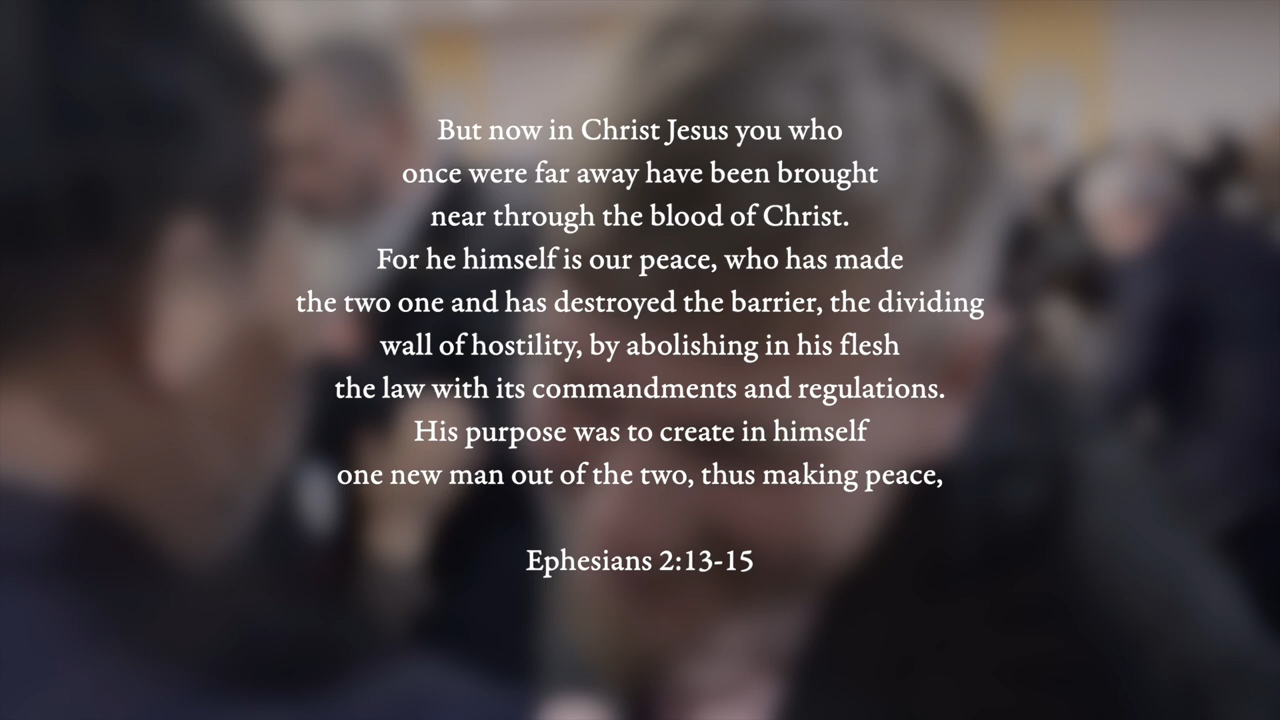 But now in Christ Jesus you who
once were far away have been brought
near through the blood of Christ.
For he himself is our peace, who has made
the two one and has destroyed the barrier, the dividing
wall of hostility, by abolishing in his flesh
the law with its commandments and regulations.
His purpose was to create in himself
one new man out of the two, thus making peace,
Ephesians 2:13-15